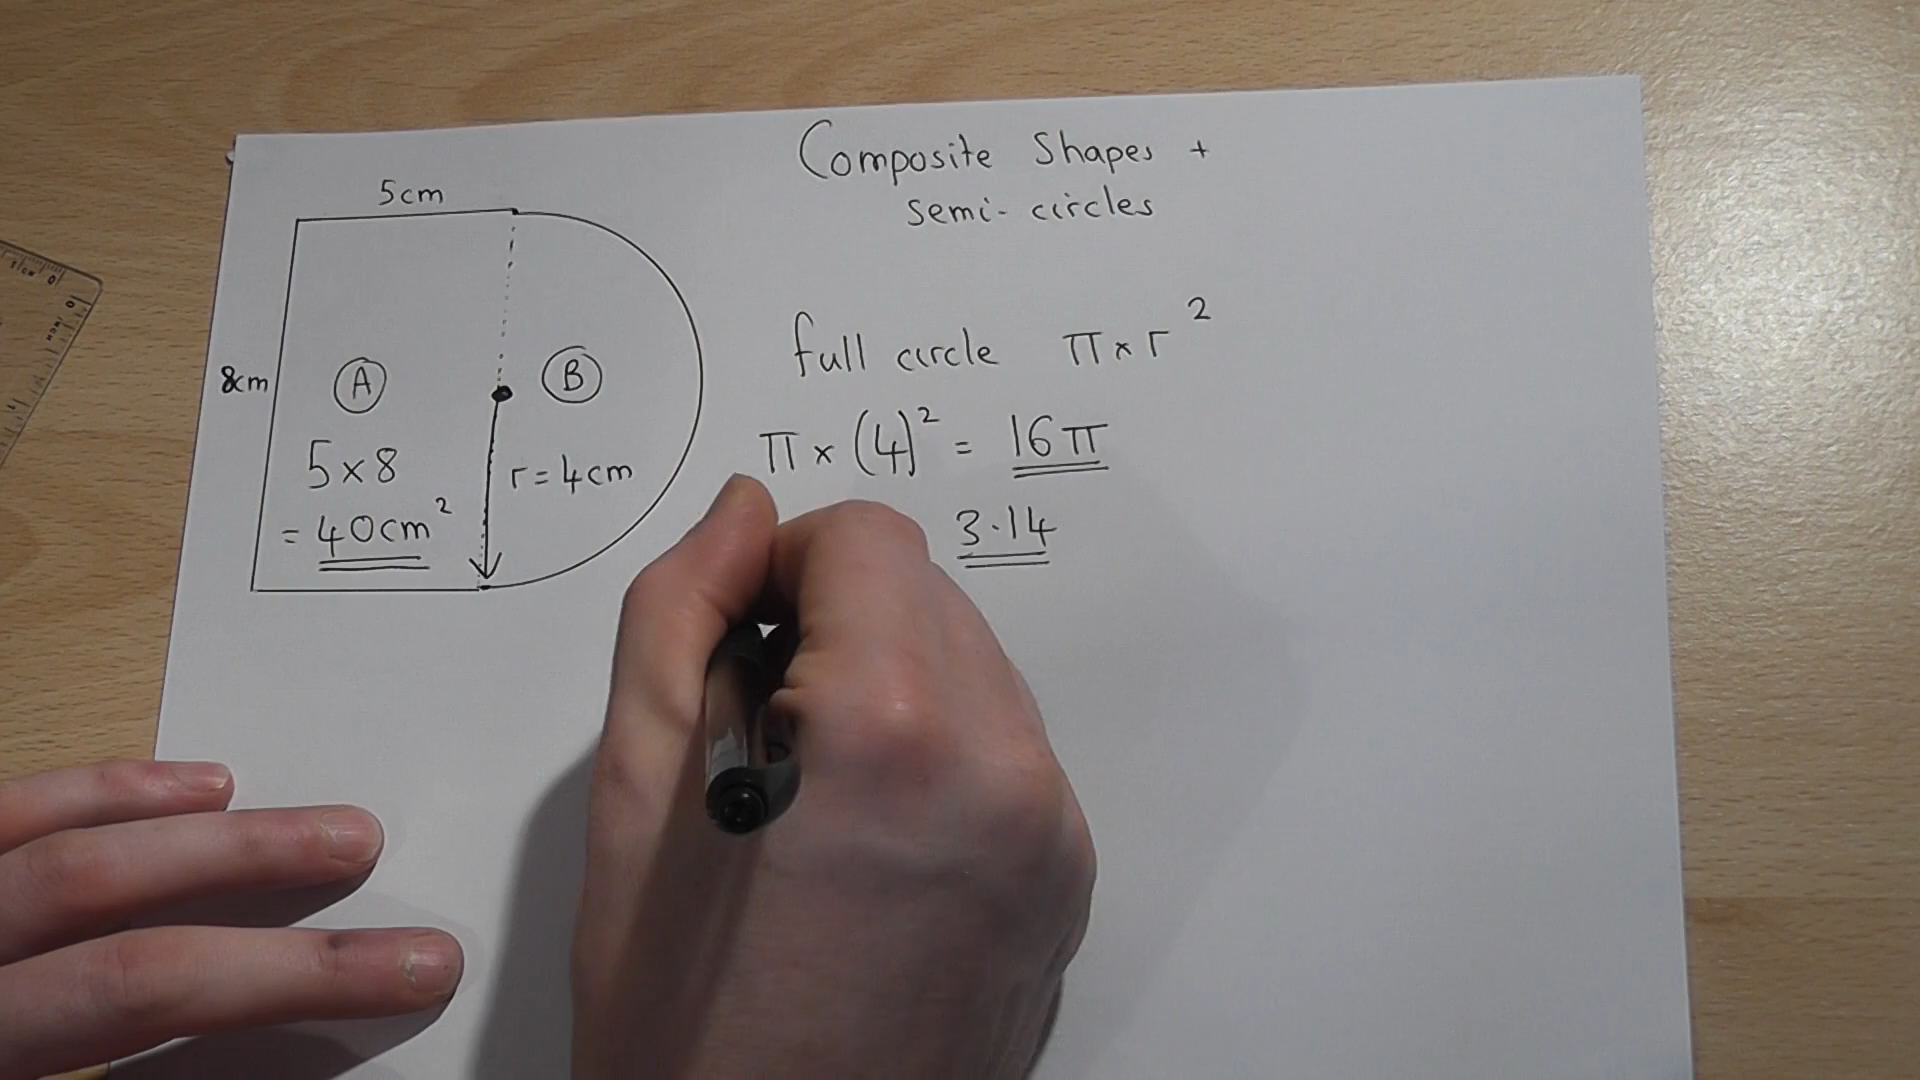 Composite Shapes +
semi-circles
5cm
8cm
A
B
5 × 8
= 40cm²
r = 4cm
full circle π × r²
π × (4)² = 16π
3.14